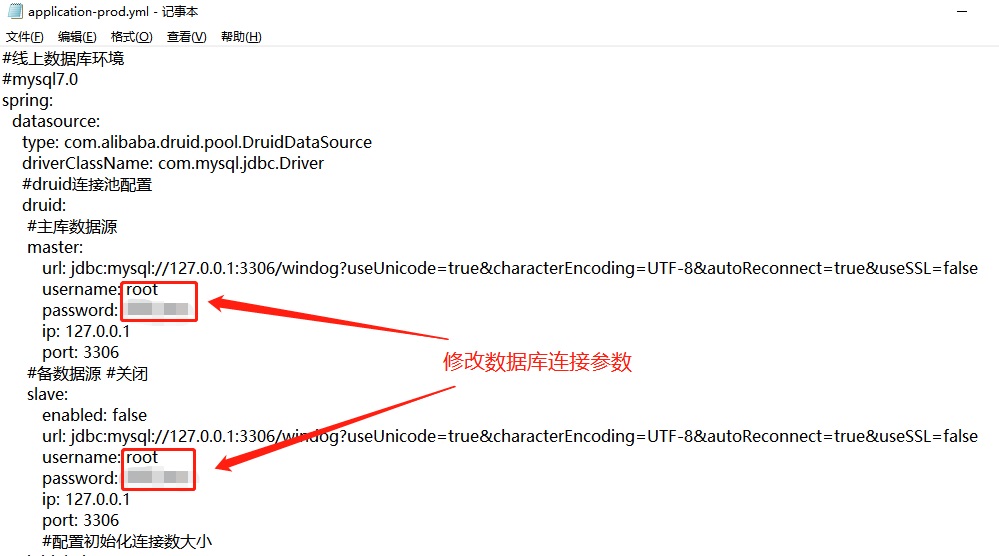 application-prod.yml - 记事本
文件(F) 编辑(E) 格式(O) 查看(V) 帮助(H)
#线上数据库环境
#mysql7.0
spring:
datasource:
type: com.alibaba.druid.pool.DruidDataSource
driverClassName: com.mysql.jdbc.Driver
#druid连接池配置
druid:
#主库数据源
master:
url: jdbc:mysql://127.0.0.1:3306/windog?useUnicode=true&characterEncoding=UTF-8&autoReconnect=true&useSSL=false
username: root
password:
ip: 127.0.0.1
port: 3306
修改数据库连接参数
#备数据源 #关闭
slave:
enabled: false
url: jdbc:mysql://127.0.0.1:3306/windog?useUnicode=true&characterEncoding=UTF-8&autoReconnect=true&useSSL=false
username: root
password:
ip: 127.0.0.1
port: 3306
#配置初始化连接数大小